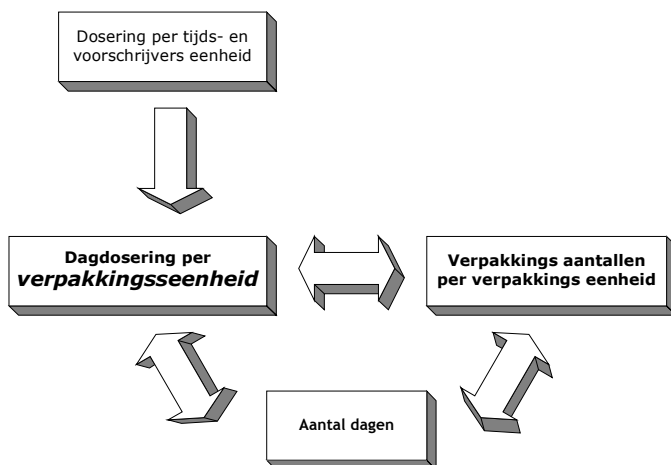 Dosering per tijds- en
voorschrijvers eenheid
Dagdosering per
verpakkingsseenheid
Verpakkings aantallen
per verpakkings eenheid
Aantal dagen